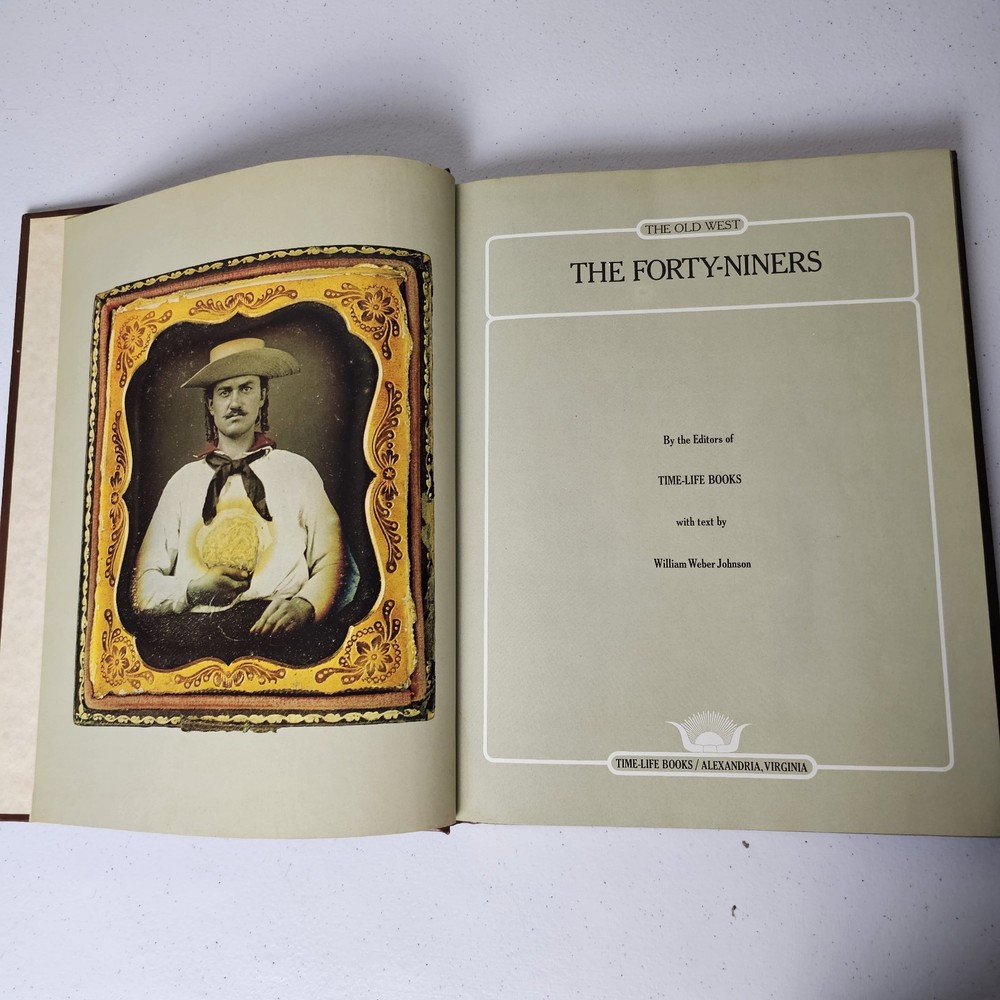 THE OLD WEST
THE FORTY-NINERS
By the Editors of
TIME-LIFE BOOKS
with text by
William Weber Johnson
TIME-LIFE BOOKS / ALEXANDRIA, VIRGINIA